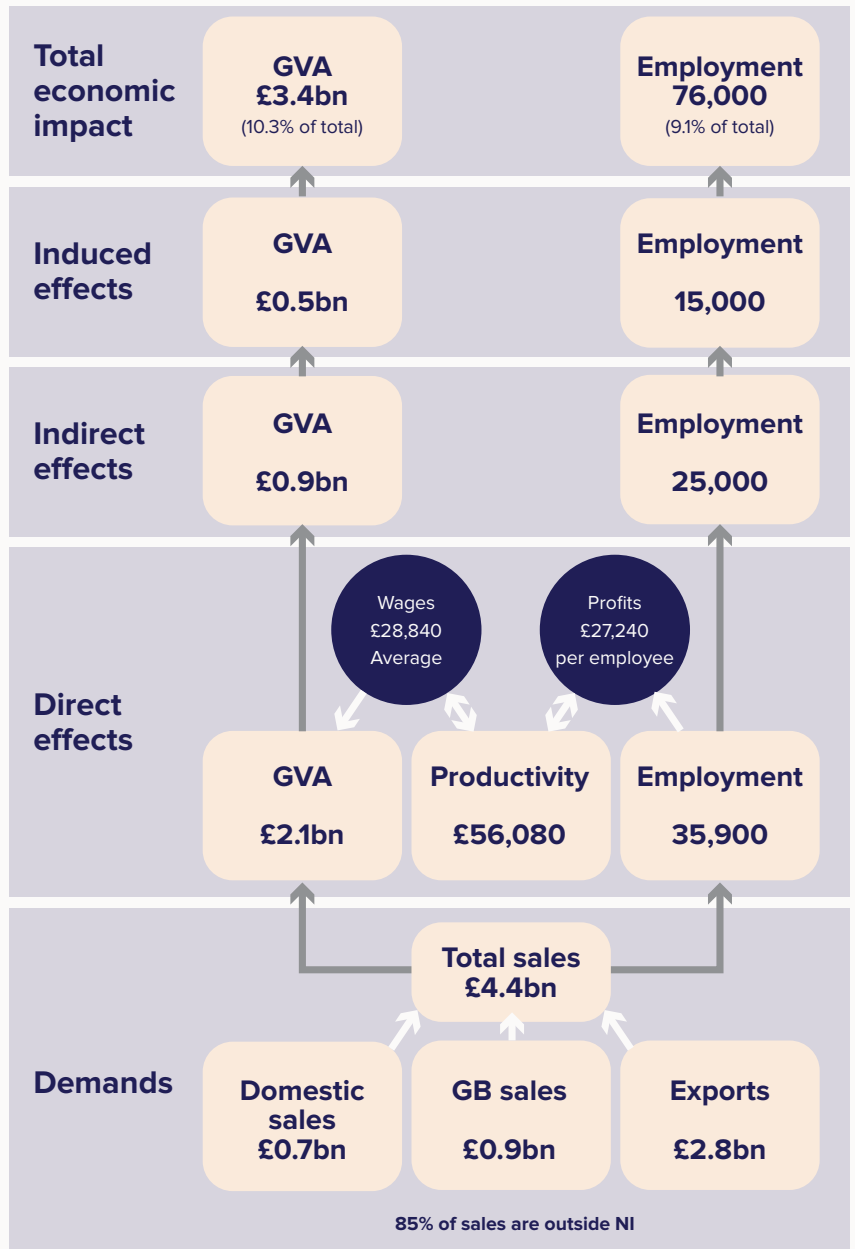 Total
economic
impact
GVA
£3.4bn
(10.3% of total)
Employment
76,000
(9.1% of total)
Induced
effects
GVA
£0.5bn
Employment
15,000
Indirect
effects
GVA
£0.9bn
Employment
25,000
Direct
effects
Wages
£28,840
Average
Profits
£27,240
per employee
GVA
£2.1bn
Productivity
£56,080
Employment
35,900
Demands
Total sales
£4.4bn
Domestic
sales
£0.7bn
GB sales
£0.9bn
Exports
£2.8bn
85% of sales are outside NI